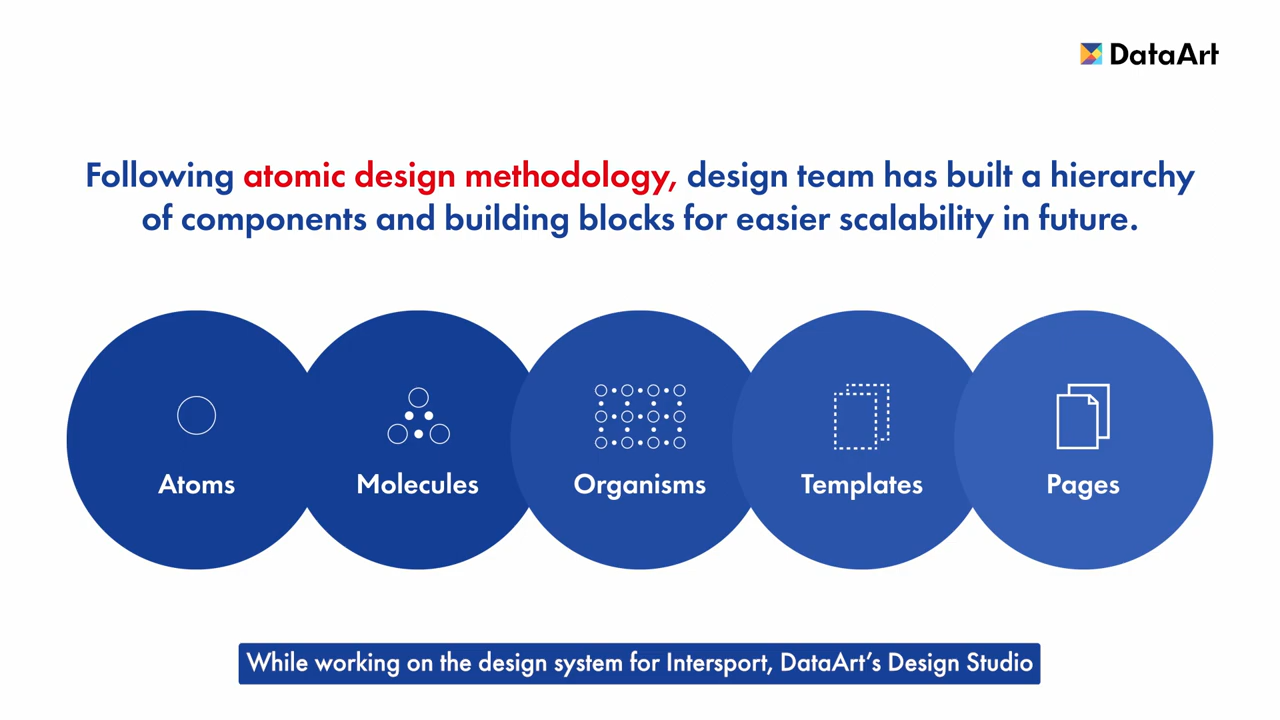 DataArt
Following atomic design methodology, design team has built a hierarchy
of components and building blocks for easier scalability in future.
Atoms
Molecules
Organisms
Templates
Pages
While working on the design system for Intersport, DataArt’s Design Studio